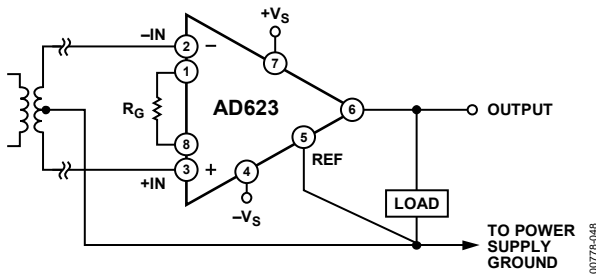 +VS
–IN
2
–
7
1
RG
AD623
6
OUTPUT
5
8
REF
3
+
4
+IN
LOAD
–VS
TO POWER
SUPPLY
GROUND
00778-048